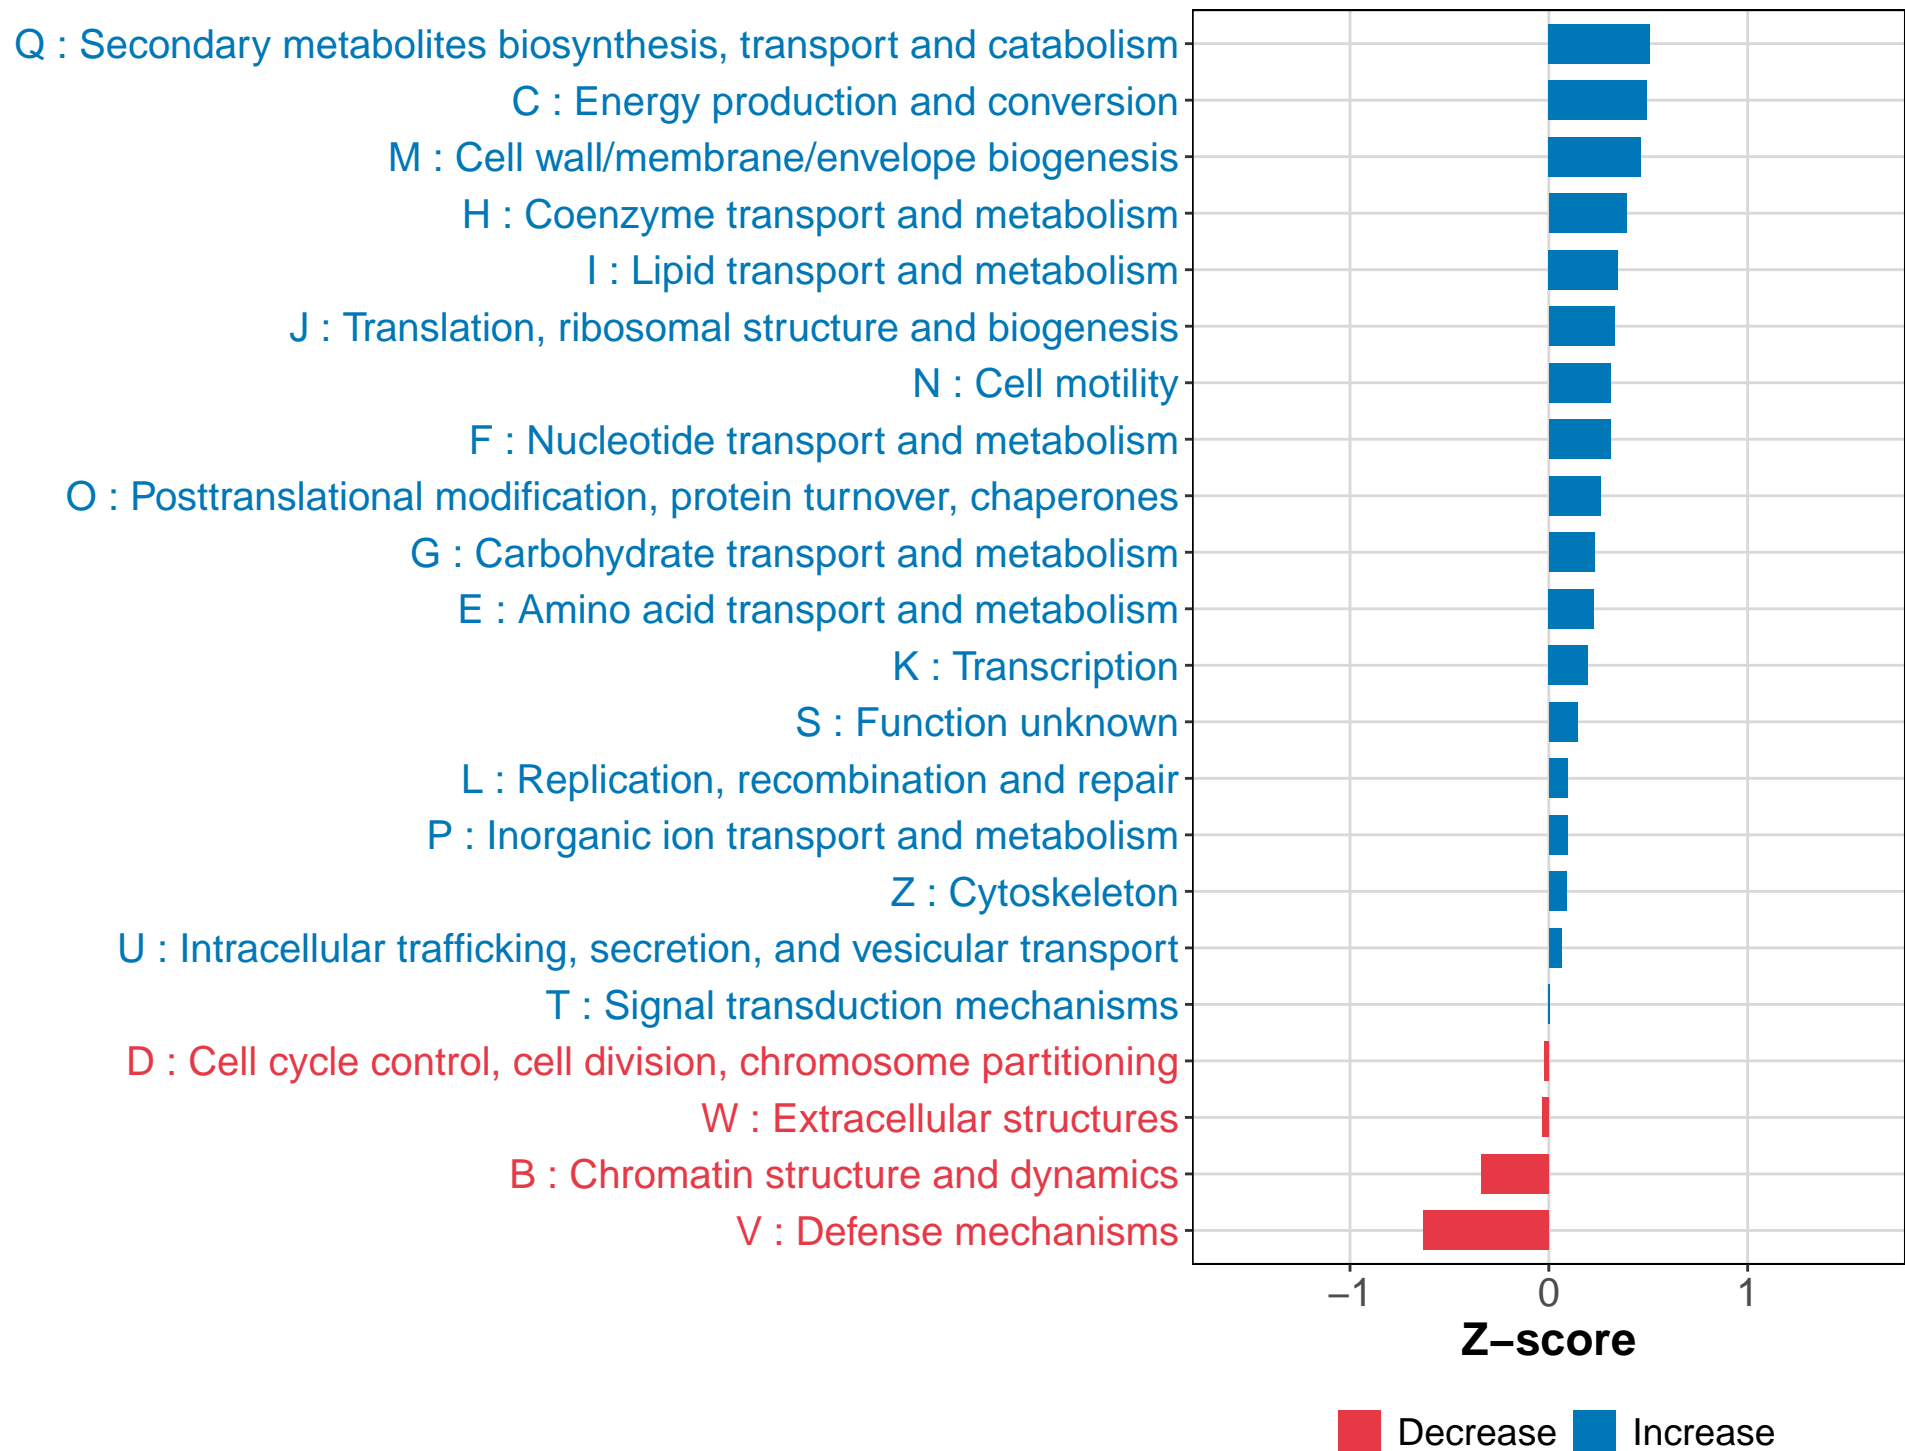 Q : Secondary metabolites biosynthesis, transport and catabolism
C : Energy production and conversion
M : Cell wall/membrane/envelope biogenesis
H : Coenzyme transport and metabolism
I : Lipid transport and metabolism
J : Translation, ribosomal structure and biogenesis
N : Cell motility
F : Nucleotide transport and metabolism
O : Posttranslational modification, protein turnover, chaperones
G : Carbohydrate transport and metabolism
E : Amino acid transport and metabolism
K : Transcription
S : Function unknown
L : Replication, recombination and repair
P : Inorganic ion transport and metabolism
Z : Cytoskeleton
U : Intracellular trafficking, secretion, and vesicular transport
T : Signal transduction mechanisms
D : Cell cycle control, cell division, chromosome partitioning
W : Extracellular structures
B : Chromatin structure and dynamics
V : Defense mechanisms
−1 0 1
Z−score
Decrease Increase